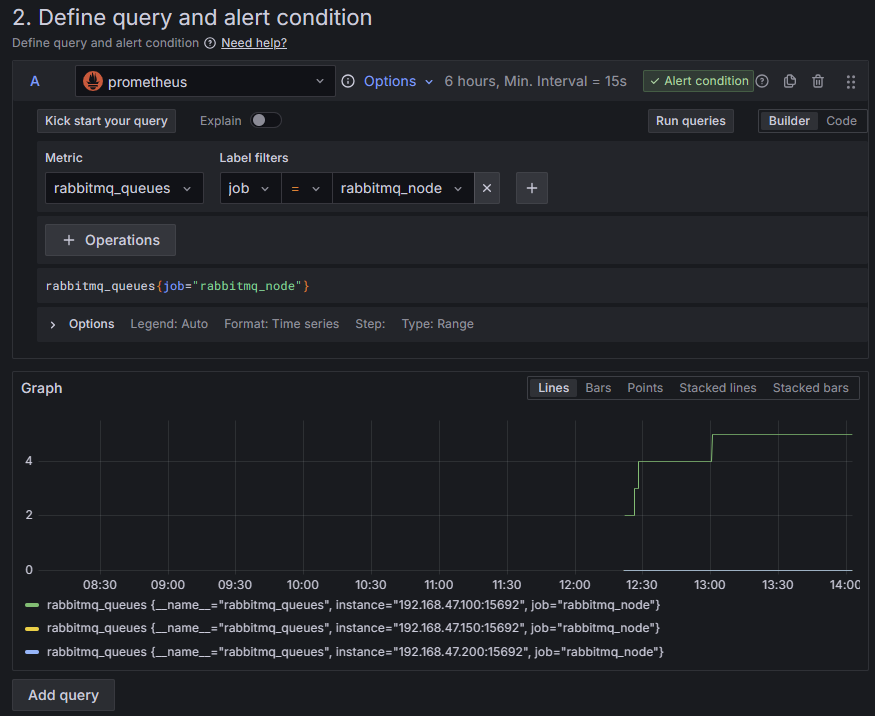 2. Define query and alert condition
Define query and alert condition Need help?
A prometheus Options 6 hours, Min. Interval = 15s Alert condition
Kick start your query Explain Run queries Builder Code
Metric Label filters
rabbitmq_queues job = rabbitmq_node
Operations
rabbitmq_queues{job="rabbitmq_node"}
Options Legend: Auto Format: Time series Step: Type: Range
Graph Lines Bars Points Stacked lines Stacked bars
4
2
0
08:30 09:00 09:30 10:00 10:30 11:00 11:30 12:00 12:30 13:00 13:30 14:00
rabbitmq_queues {__name__="rabbitmq_queues", instance="192.168.47.100:15692", job="rabbitmq_node"}
rabbitmq_queues {__name__="rabbitmq_queues", instance="192.168.47.150:15692", job="rabbitmq_node"}
rabbitmq_queues {__name__="rabbitmq_queues", instance="192.168.47.200:15692", job="rabbitmq_node"}
Add query